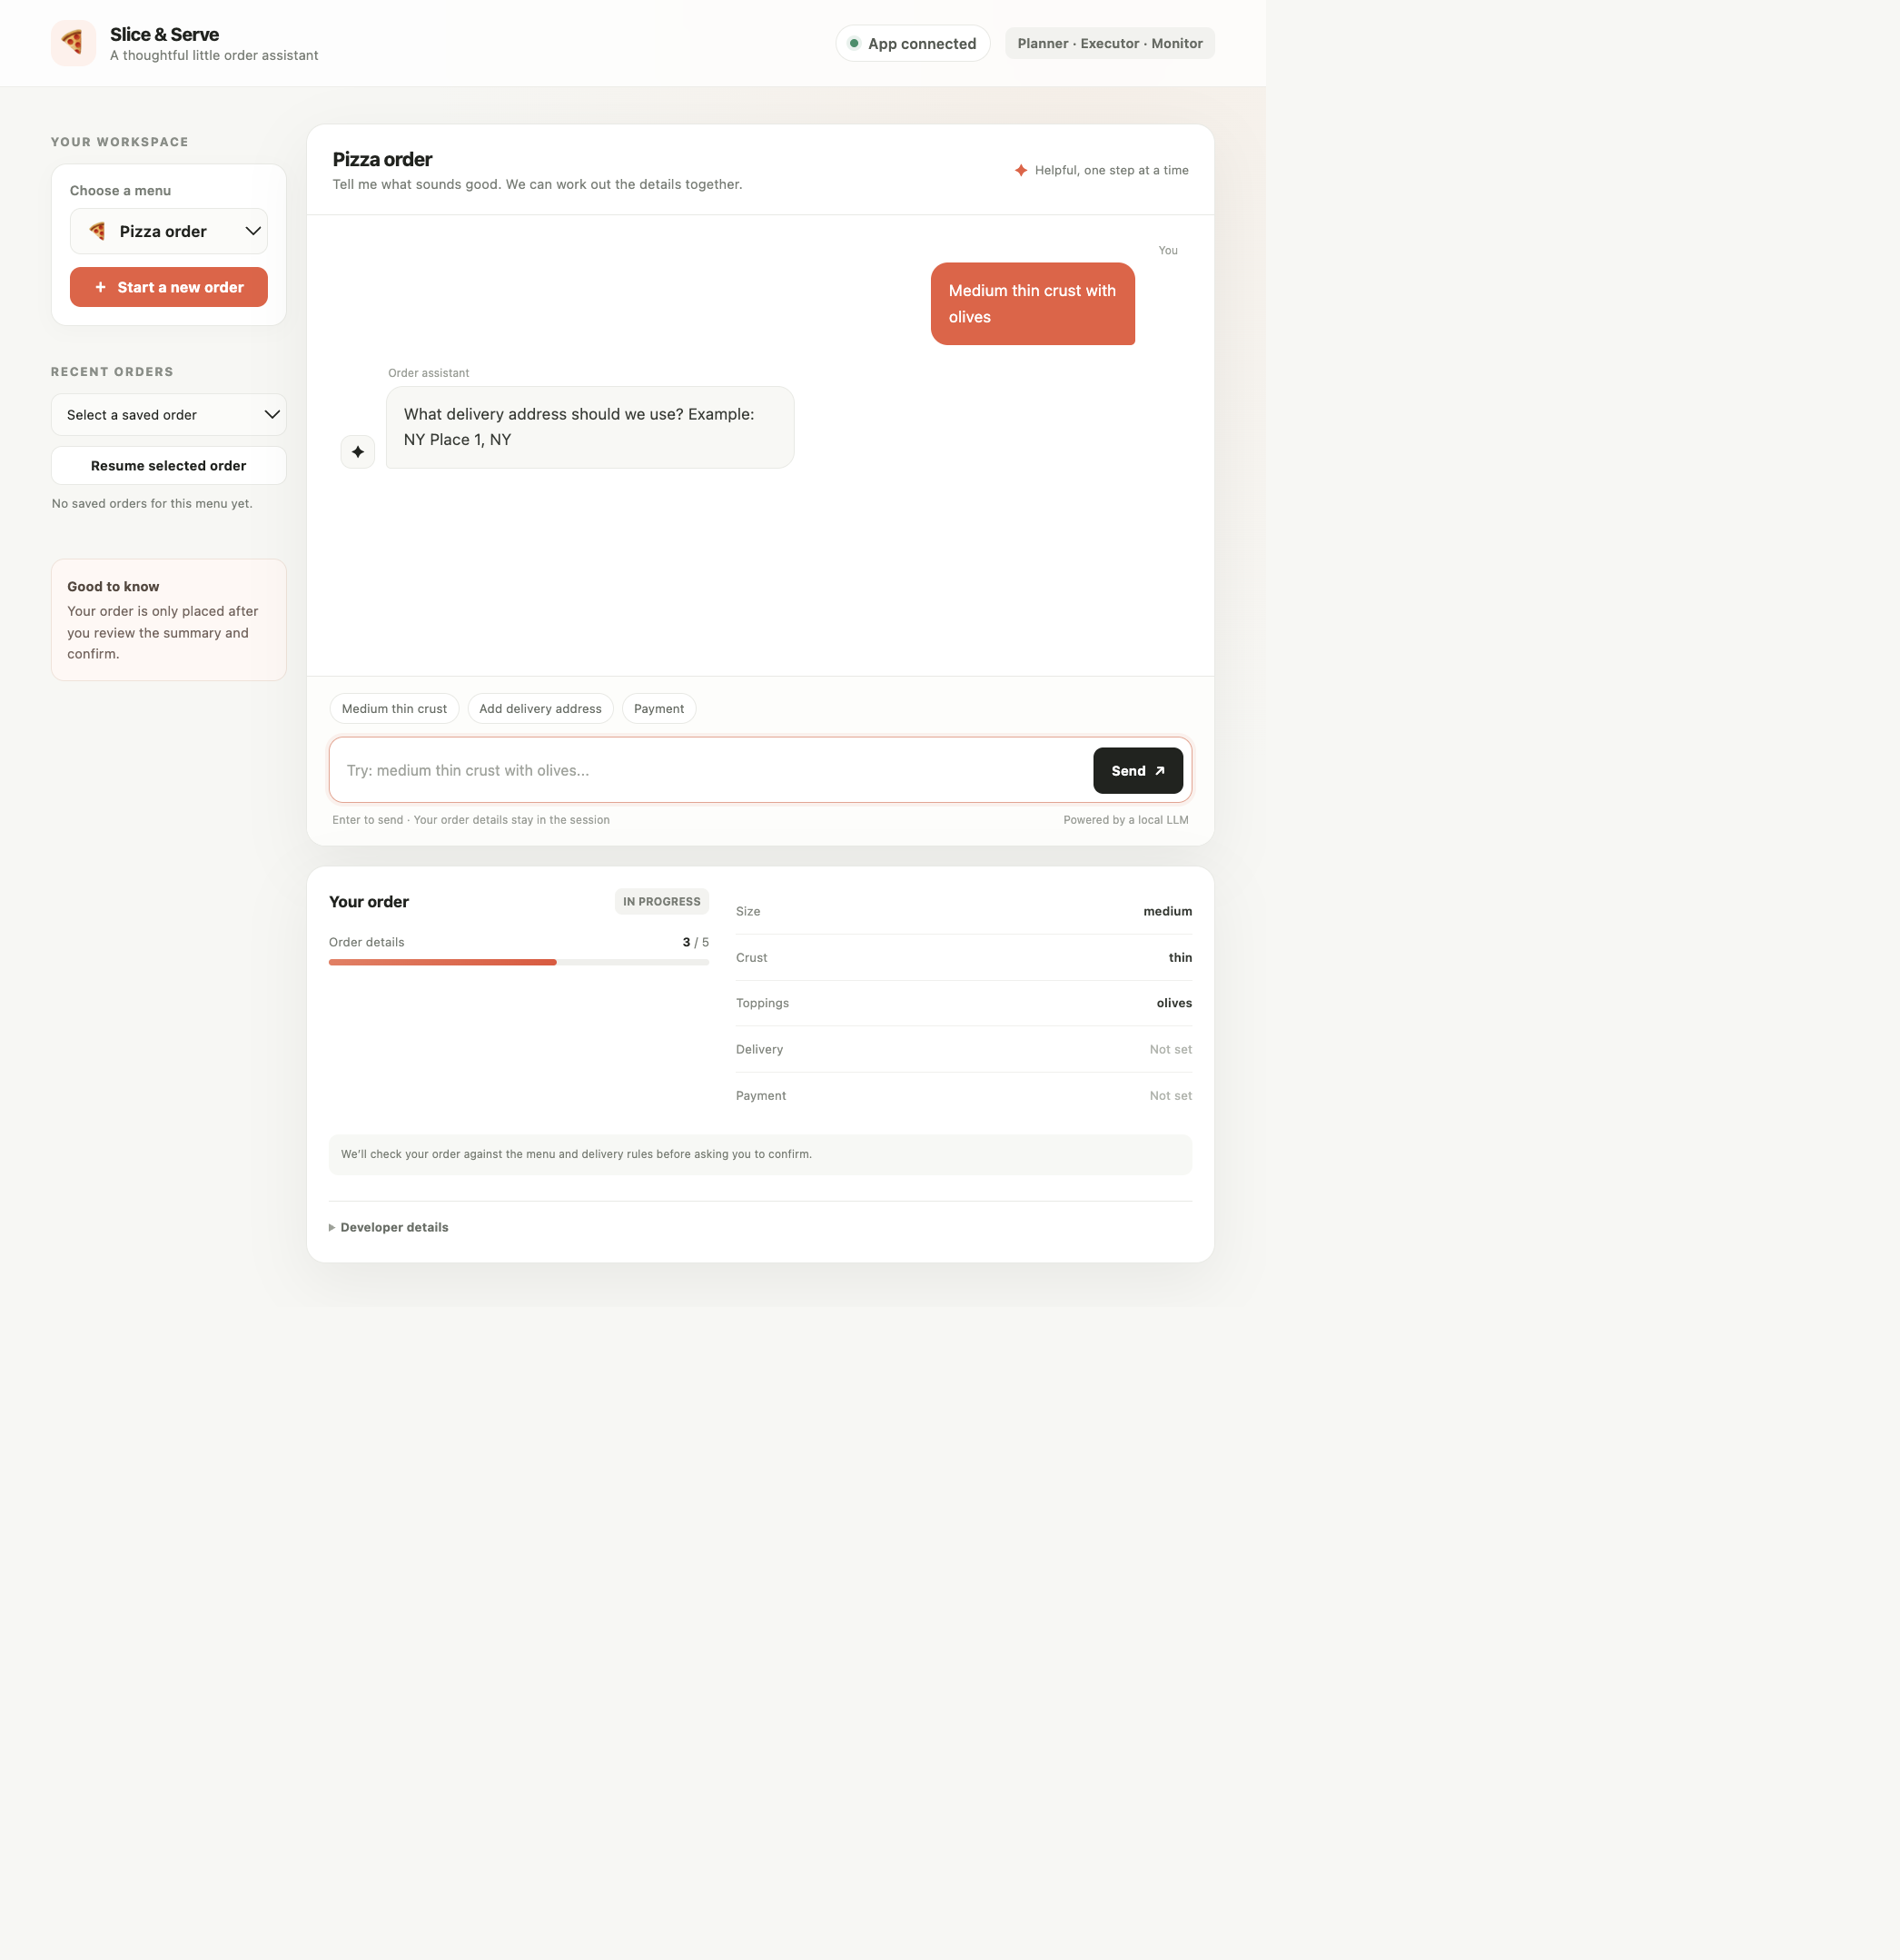 Slice & Serve
A thoughtful little order assistant
App connected
Planner · Executor · Monitor
YOUR WORKSPACE
Choose a menu
Pizza order
+ Start a new order
RECENT ORDERS
Select a saved order
Resume selected order
No saved orders for this menu yet.
Good to know
Your order is only placed after
you review the summary and
confirm.
Pizza order
Tell me what sounds good. We can work out the details together.
Helpful, one step at a time
You
Medium thin crust with
olives
Order assistant
What delivery address should we use? Example:
NY Place 1, NY
Medium thin crust
Add delivery address
Payment
Try: medium thin crust with olives...
Send ↗
Enter to send · Your order details stay in the session
Powered by a local LLM
Your order
IN PROGRESS
Order details
3 / 5
Size
medium
Crust
thin
Toppings
olives
Delivery
Not set
Payment
Not set
We'll check your order against the menu and delivery rules before asking you to confirm.
Developer details